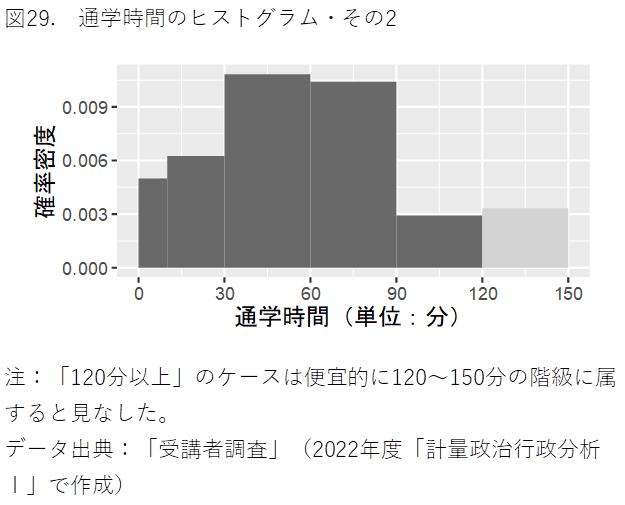 図29.　通学時間のヒストグラム・その2
確率密度
0.009
0.006
0.003
0.000
0 30 60 90 120 150
通学時間（単位：分）
注：「120分以上」のケースは便宜的に120～150分の階級に属
すると見なした。
データ出典：「受講者調査」（2022年度「計量政治行政分析
Ⅰ」で作成）